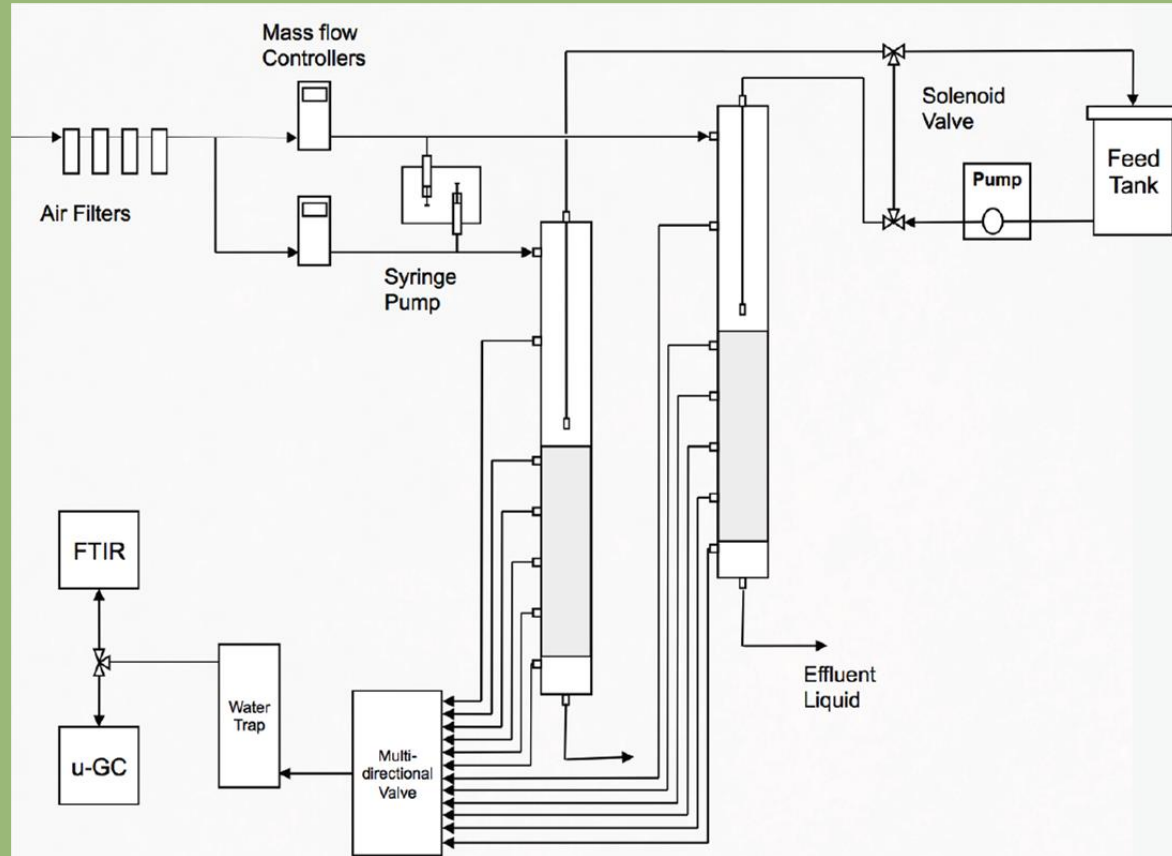 Mass flow
Controllers
Air Filters
Syringe
Pump
Solenoid
Valve
Pump
Feed
Tank
FTIR
u-GC
Water
Trap
Multi-
directional
Valve
Effluent
Liquid